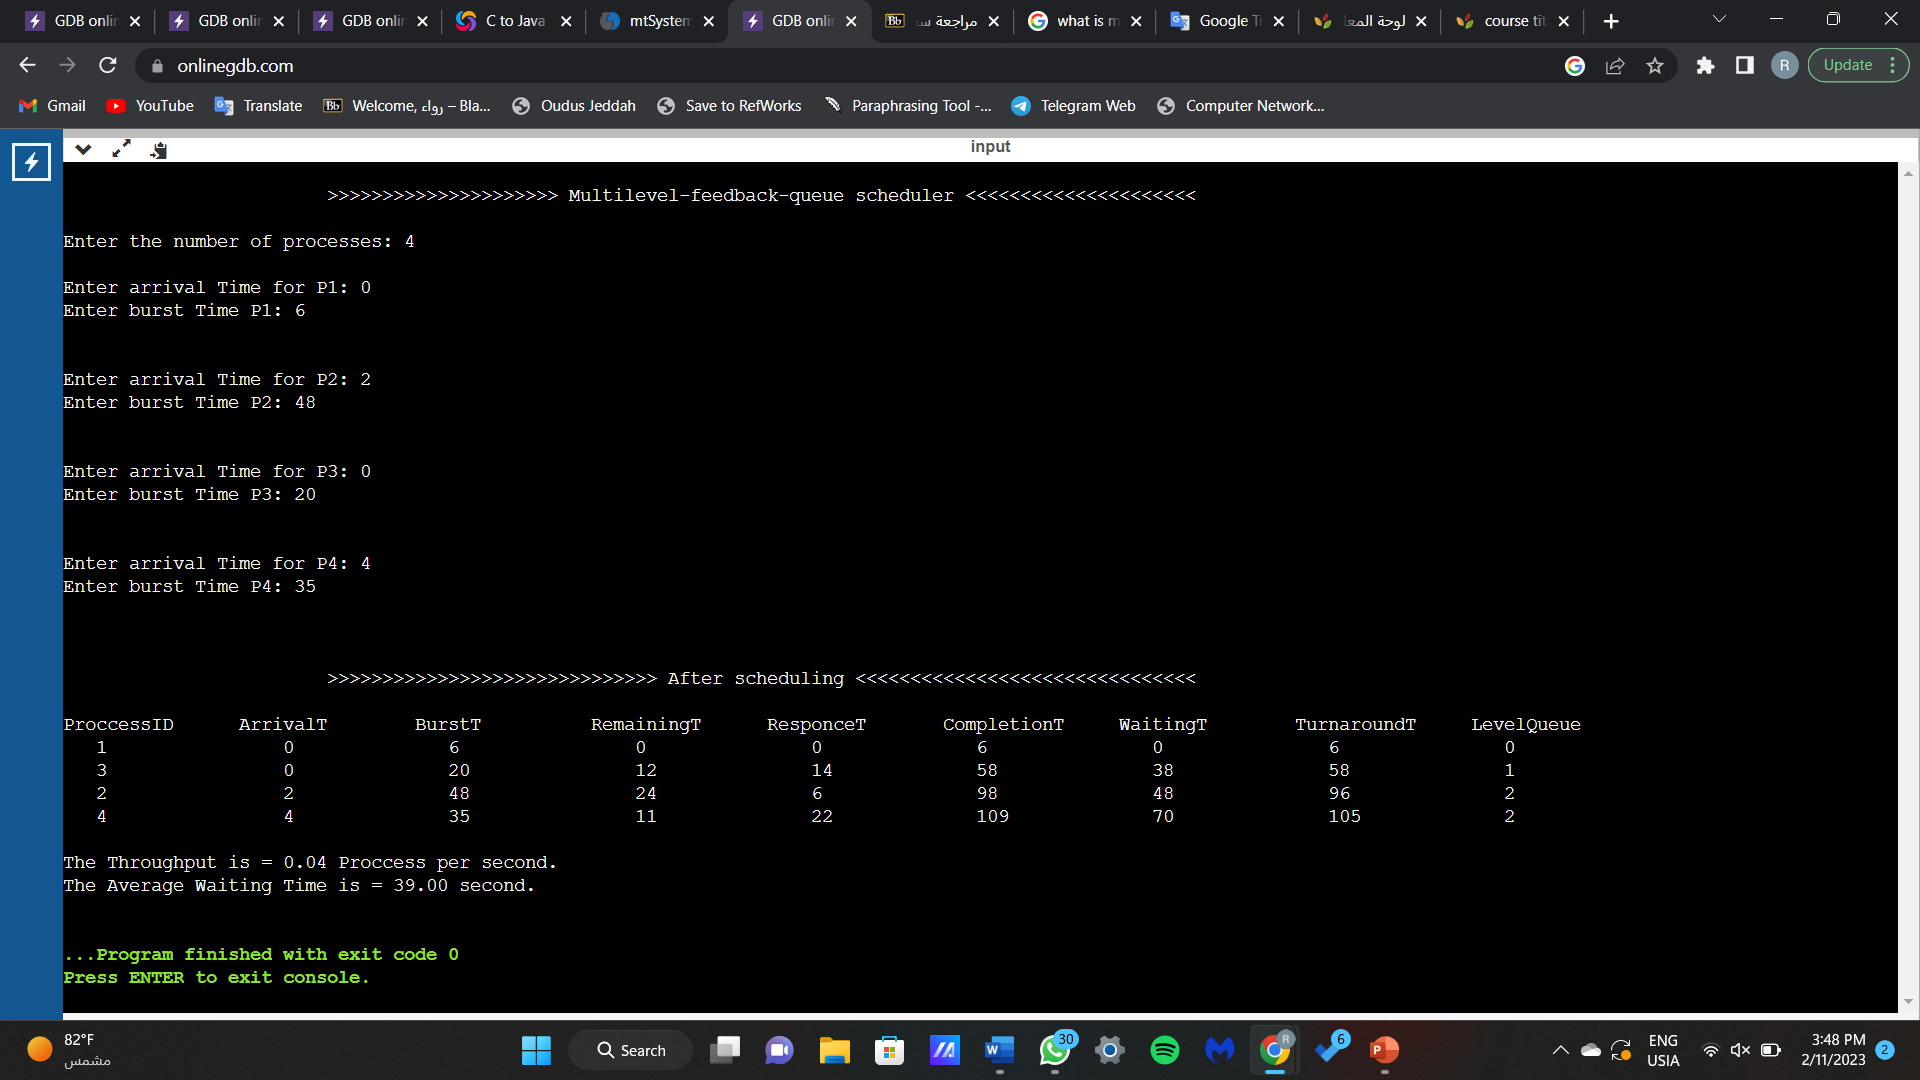 GDB onlin
GDB onlin
GDB onlin
C to Java
mtSystem
GDB onlin
Bb مراجعة س
what is m
Google Tr
لوحة المعا
course tit
onlinegdb.com
R
Update
Gmail
YouTube
Translate
Bb Welcome, رواء – Bla...
Oudus Jeddah
Save to RefWorks
Paraphrasing Tool -...
Telegram Web
Computer Network...
input
>>>>>>>>>>>>>>>>>>>>> Multilevel-feedback-queue scheduler <<<<<<<<<<<<<<<<<<<<<
Enter the number of processes: 4
Enter arrival Time for P1: 0
Enter burst Time P1: 6
Enter arrival Time for P2: 2
Enter burst Time P2: 48
Enter arrival Time for P3: 0
Enter burst Time P3: 20
Enter arrival Time for P4: 4
Enter burst Time P4: 35
>>>>>>>>>>>>>>>>>>>>>>>>>>>>>> After scheduling <<<<<<<<<<<<<<<<<<<<<<<<<<<<<<<
ProccessID ArrivalT BurstT RemainingT ResponceT CompletionT WaitingT TurnaroundT LevelQueue
1 0 6 0 0 6 0 6 0
3 0 20 12 14 58 38 58 1
2 2 48 24 6 98 48 96 2
4 4 35 11 22 109 70 105 2
The Throughput is = 0.04 Proccess per second.
The Average Waiting Time is = 39.00 second.
...Program finished with exit code 0
Press ENTER to exit console.
82°F
مشمس
Search
W
30
R
6
P
ENG
USIA
3:48 PM
2/11/2023
2